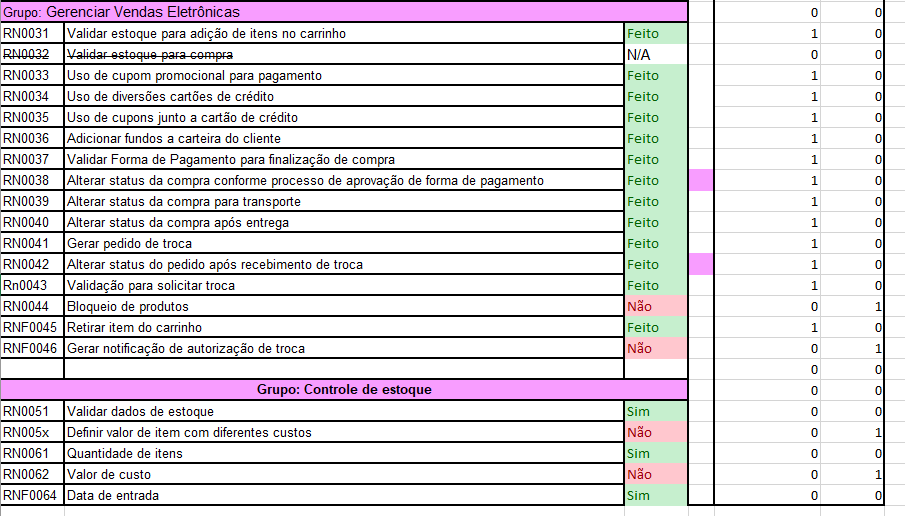 Grupo: Gerenciar Vendas Eletrônicas 0 0
RN0031 Validar estoque para adição de itens no carrinho Feito 1 0
RN0032 Validar estoque para compra N/A 0 0
RN0033 Uso de cupom promocional para pagamento Feito 1 0
RN0034 Uso de diversões cartões de crédito Feito 1 0
RN0035 Uso de cupons junto a cartão de crédito Feito 1 0
RN0036 Adicionar fundos a carteira do cliente Feito 1 0
RN0037 Validar Forma de Pagamento para finalização de compra Feito 1 0
RN0038 Alterar status da compra conforme processo de aprovação de forma de pagamento Feito 1 0
RN0039 Alterar status da compra para transporte Feito 1 0
RN0040 Alterar status da compra após entrega Feito 1 0
RN0041 Gerar pedido de troca Feito 1 0
RN0042 Alterar status do pedido após recebimento de troca Feito 1 0
Rn0043 Validação para solicitar troca Feito 1 0
RN0044 Bloqueio de produtos Não 0 1
RNF0045 Retirar item do carrinho Feito 1 0
RNF0046 Gerar notificação de autorização de troca Não 0 1
0 0
Grupo: Controle de estoque 0 0
RN0051 Validar dados de estoque Sim 0 0
RN005x Definir valor de item com diferentes custos Não 0 1
RN0061 Quantidade de itens Sim 0 0
RN0062 Valor de custo Não 0 1
RNF0064 Data de entrada Sim 0 0